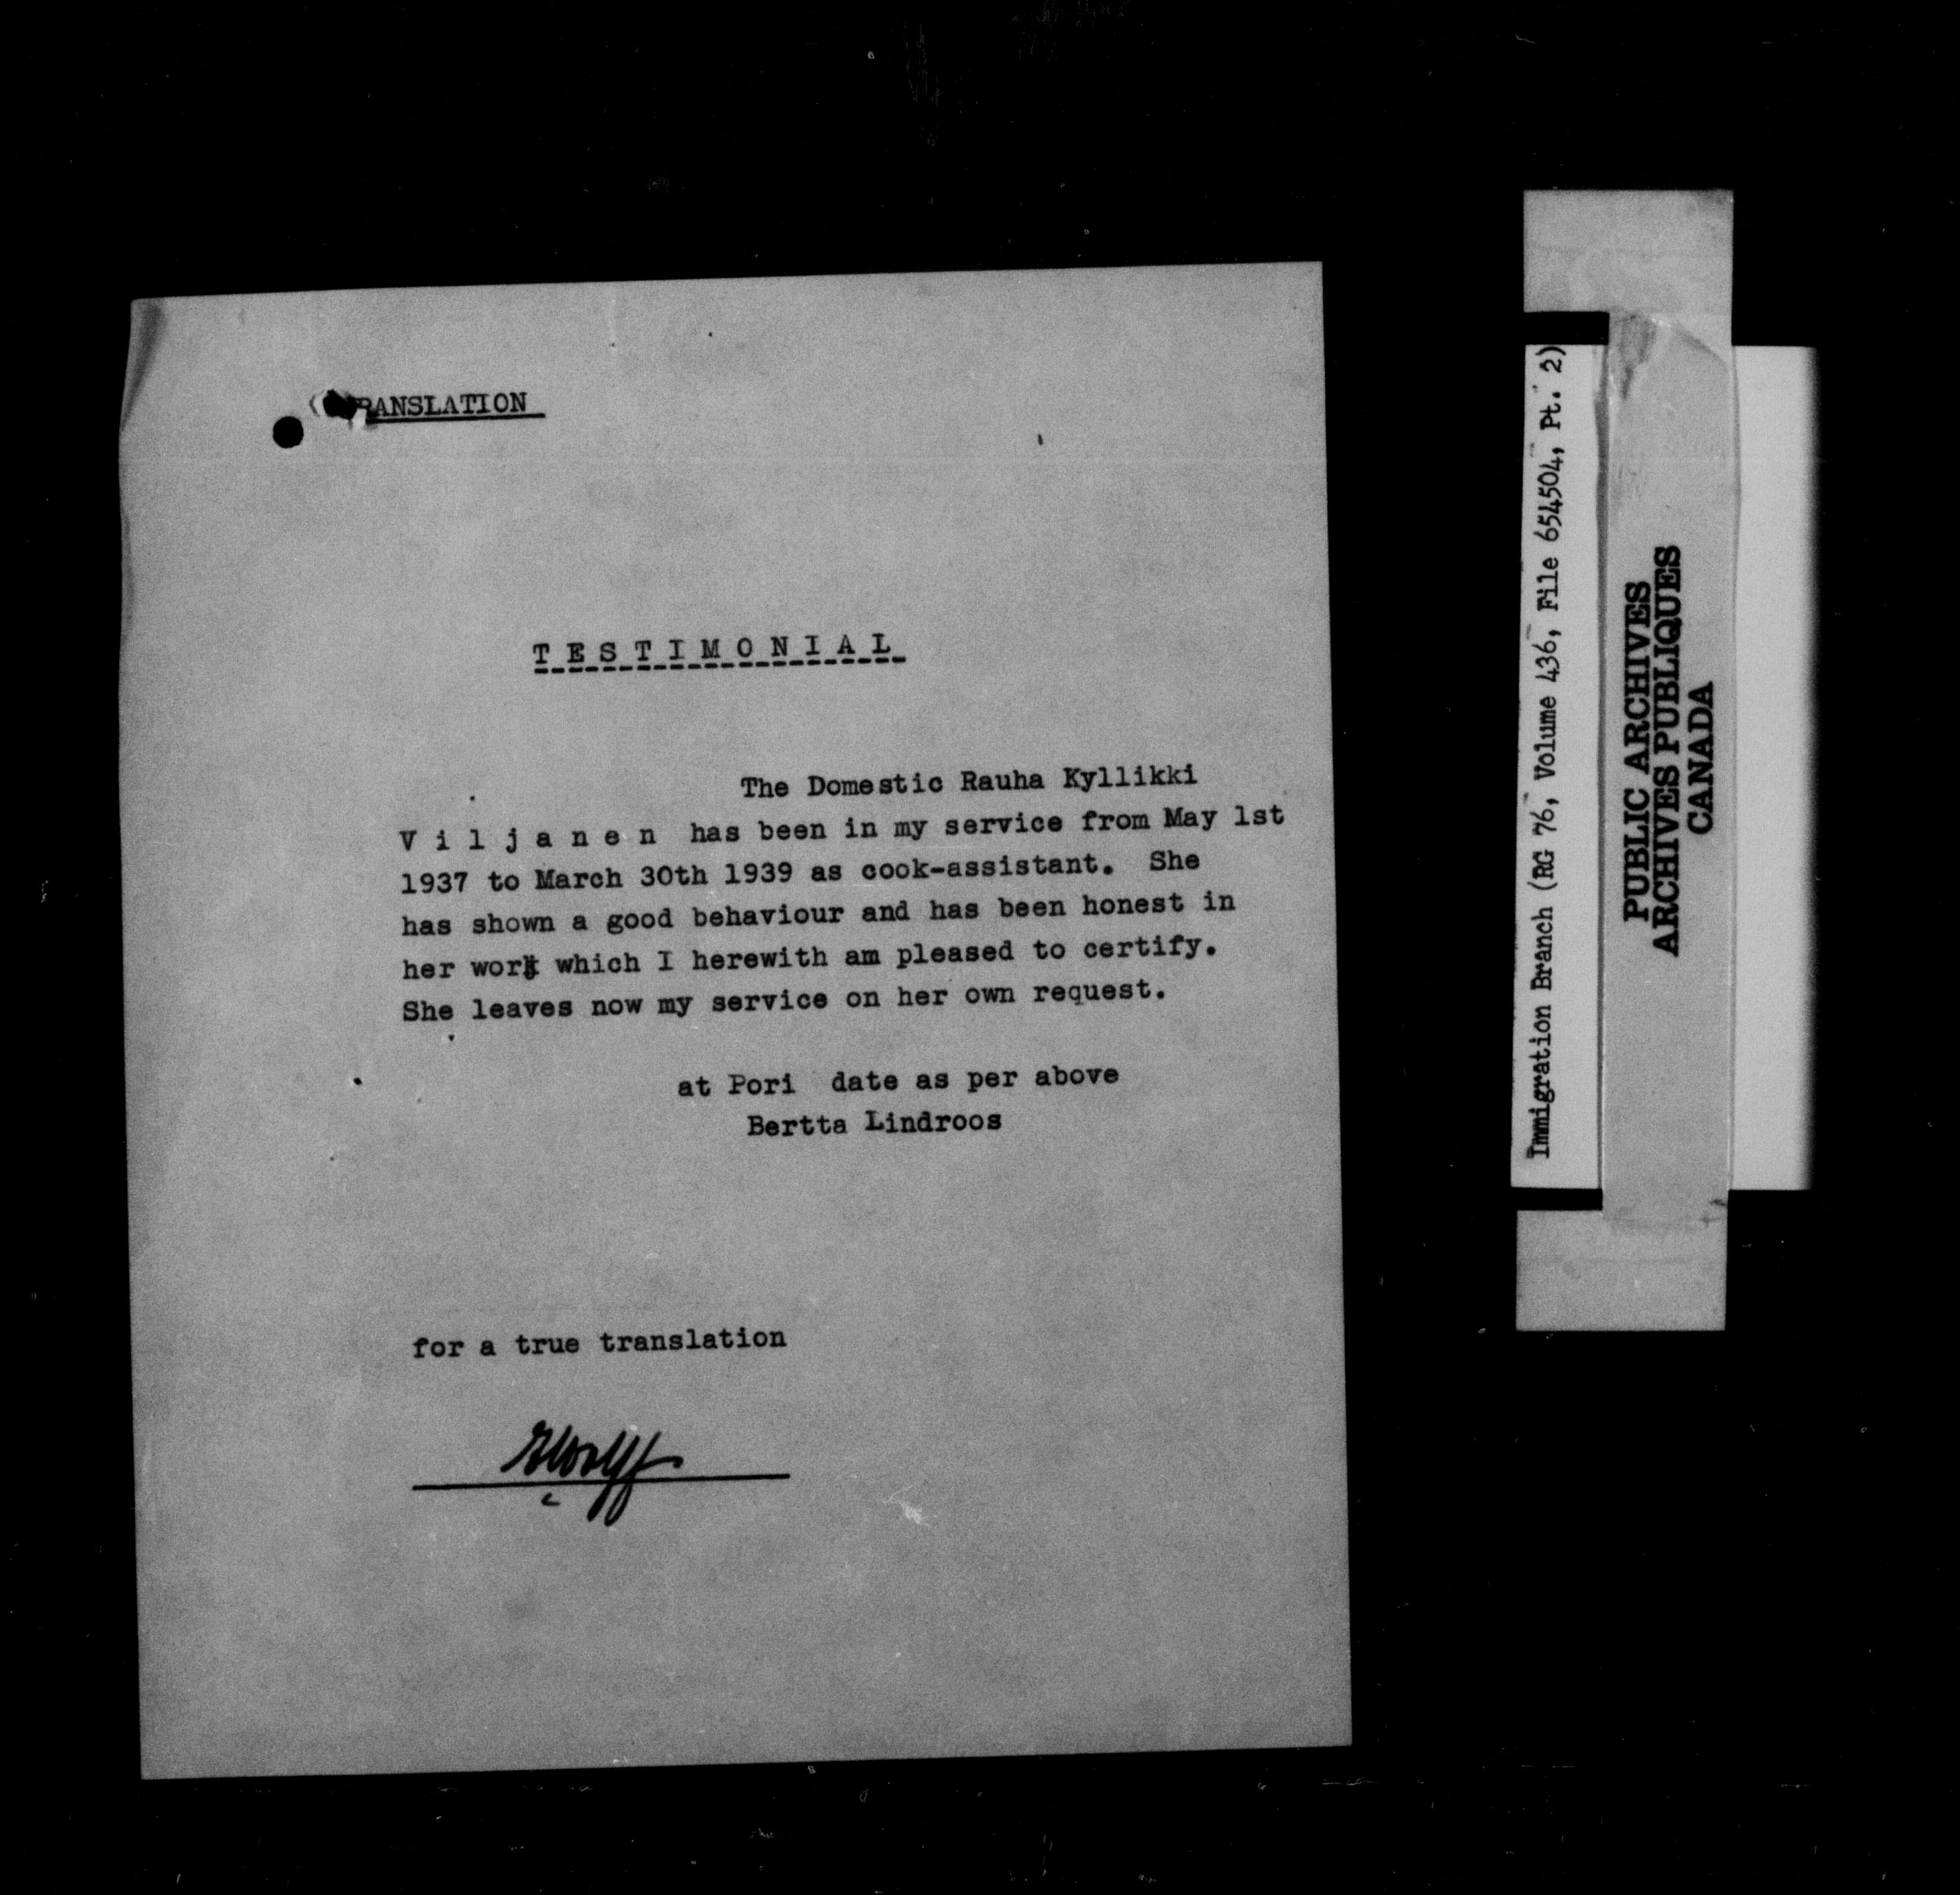 TRANSLATION
TESTIMONIAL
The Domestic Rauha Kyllikki
Viljanen has been in my service from May 1st
1937 to March 30th 1939 as cook-assistant. She
has shown a good behaviour and has been honest in
her work which I herewith am pleased to certify.
She leaves now my service on her own request.
at Pori date as per above
Bertta Lindroos
for a true translation
Immigration Branch (RG 76, Volume 436, File 654504, Pt. 2)
PUBLIC ARCHIVES
ARCHIVES PUBLIQUES
CANADA